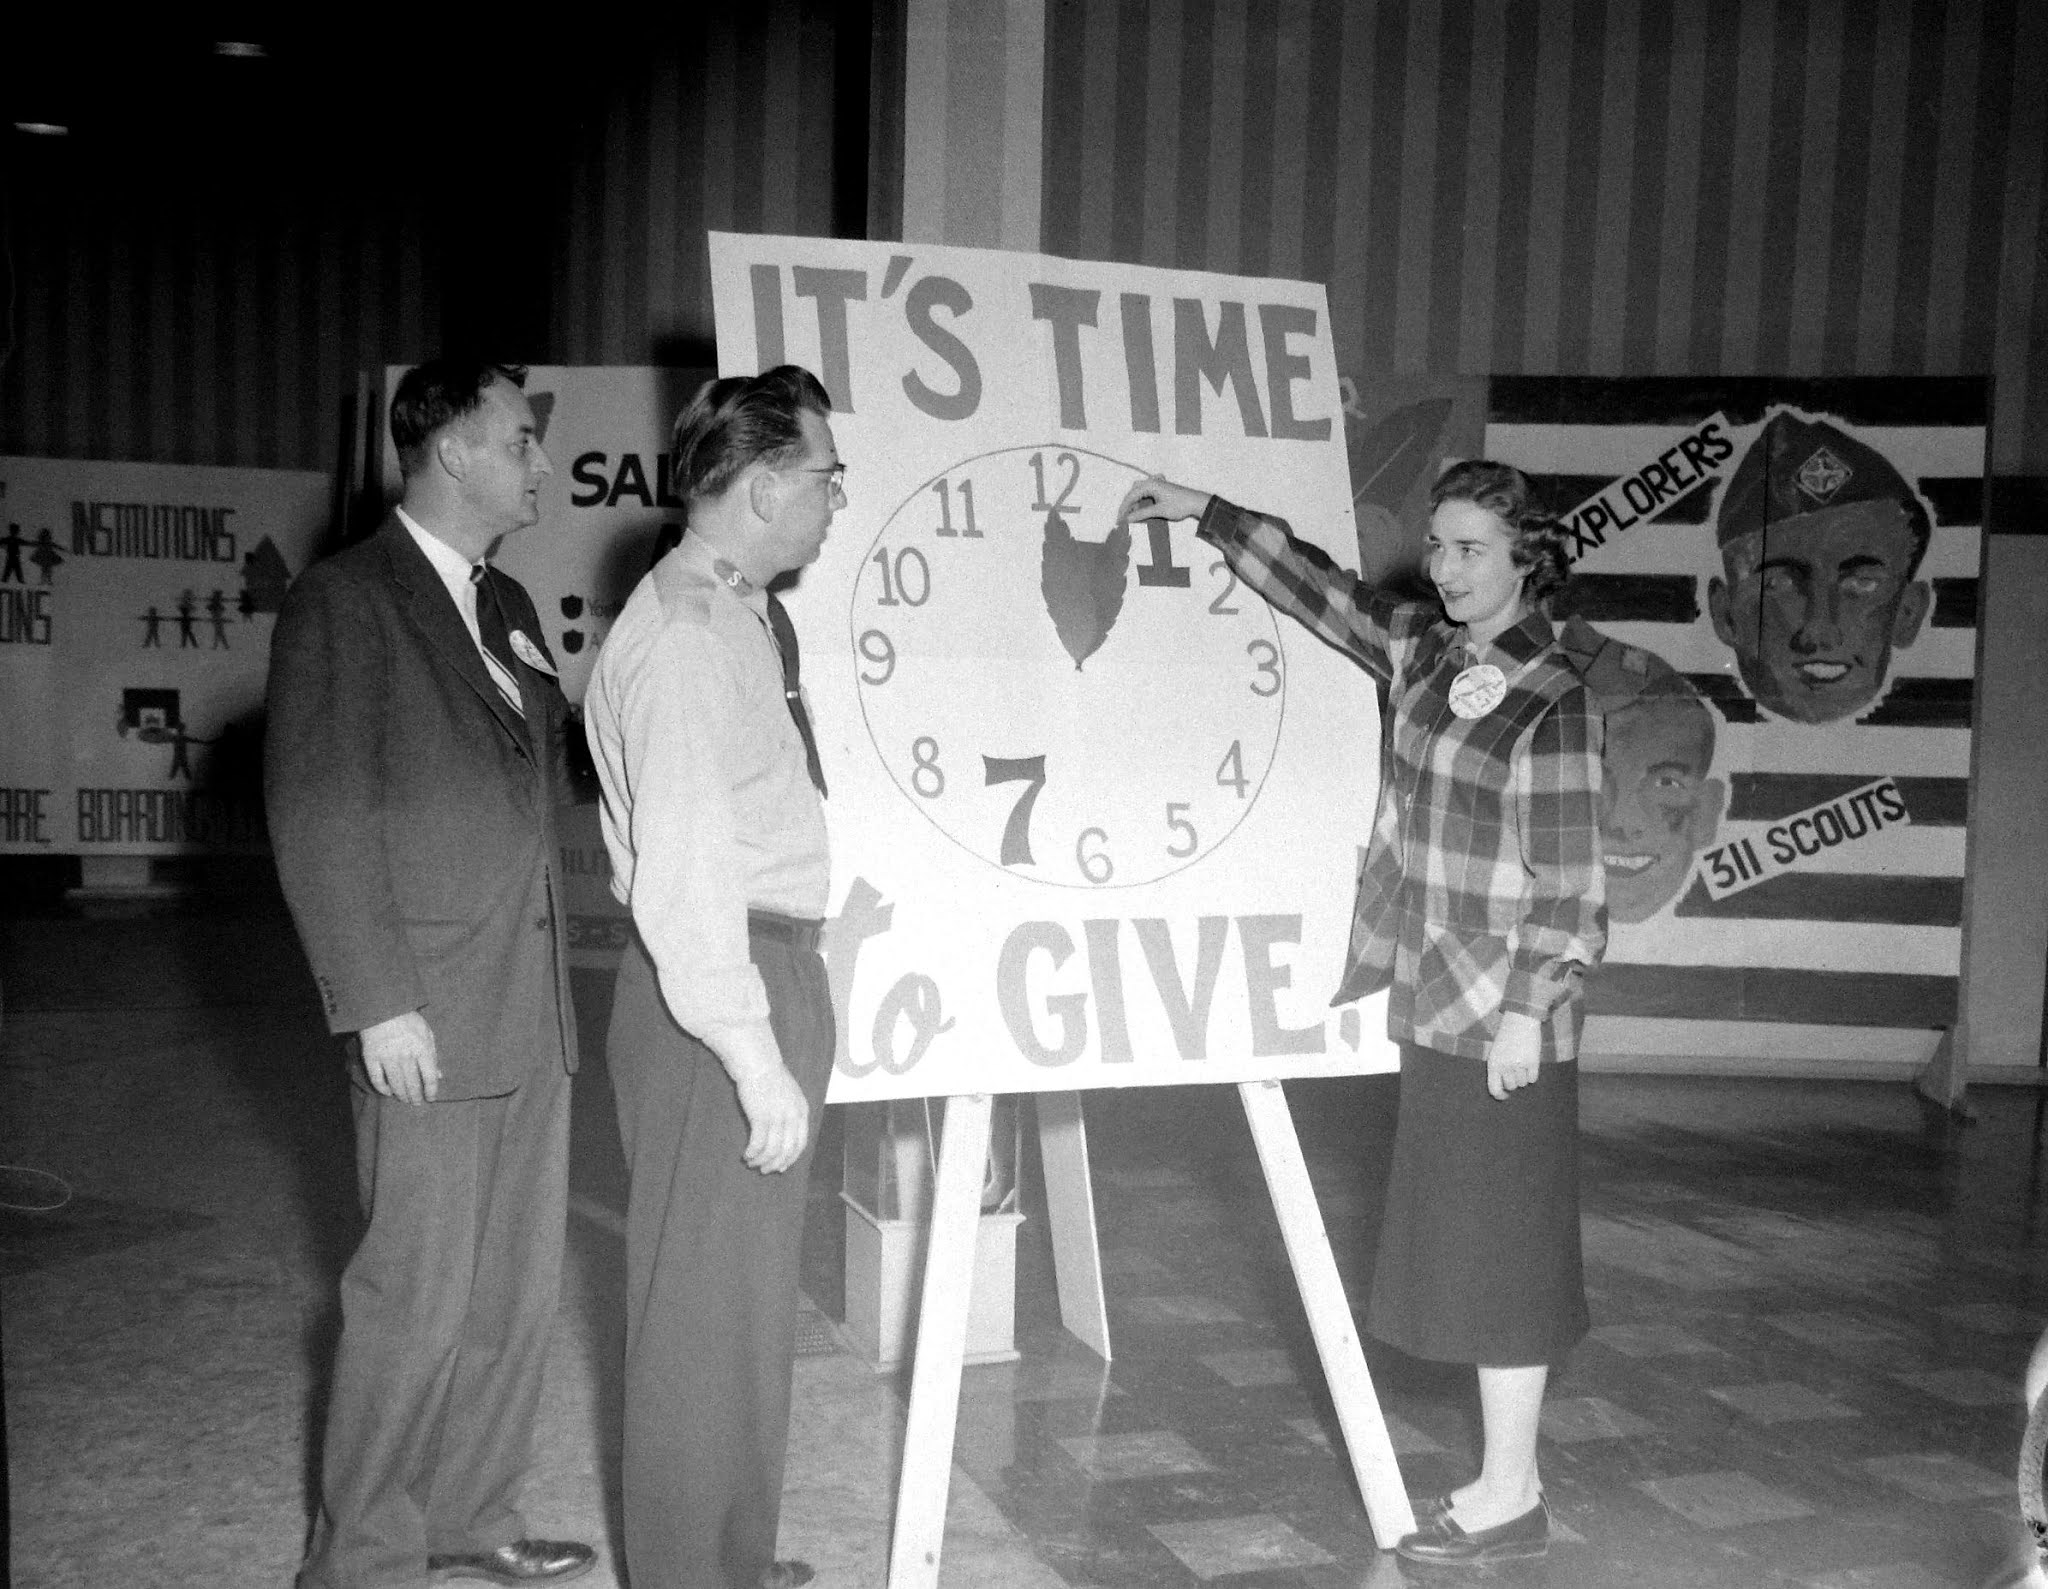 IT'S TIME
12
11
1
10
2
9
3
8
4
7
5
6
to GIVE.
INSTITUTIONS
BOARDING
SAL
S
EXPLORERS
311 SCOUTS